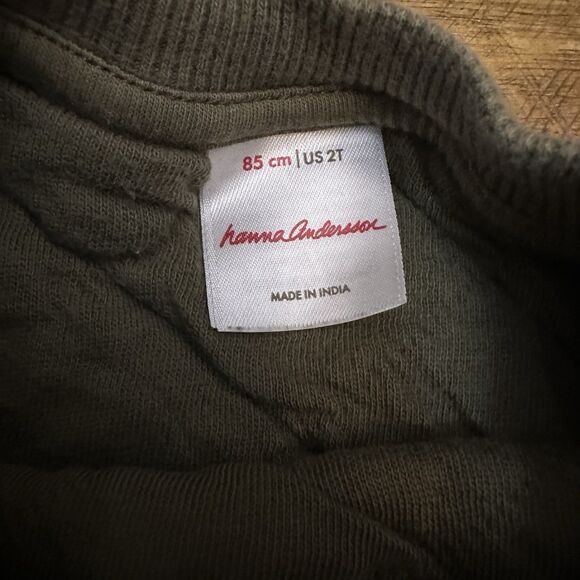 85 cm | US 2T
hanna Andersson
MADE IN INDIA